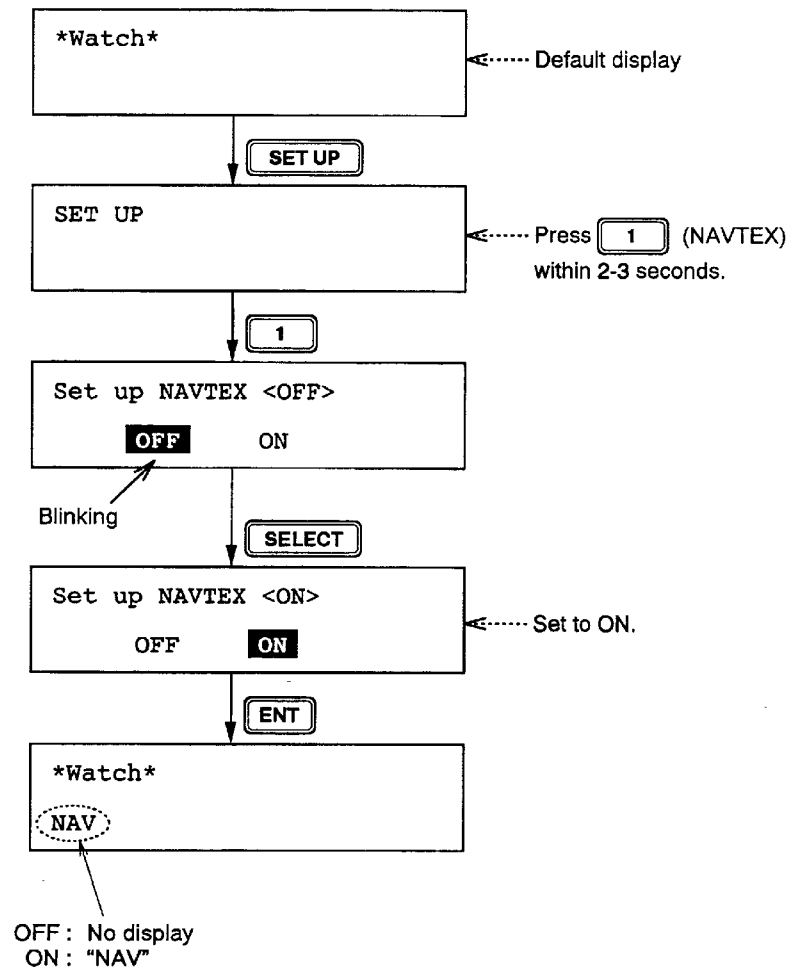 *Watch*
Default display
SET UP
SET UP
Press 1 (NAVTEX)
within 2-3 seconds.
1
Set up NAVTEX <OFF>
OFF ON
Blinking
SELECT
Set up NAVTEX <ON>
Set to ON.
OFF ON
ENT
*Watch*
NAV
OFF : No display
ON : “NAV”